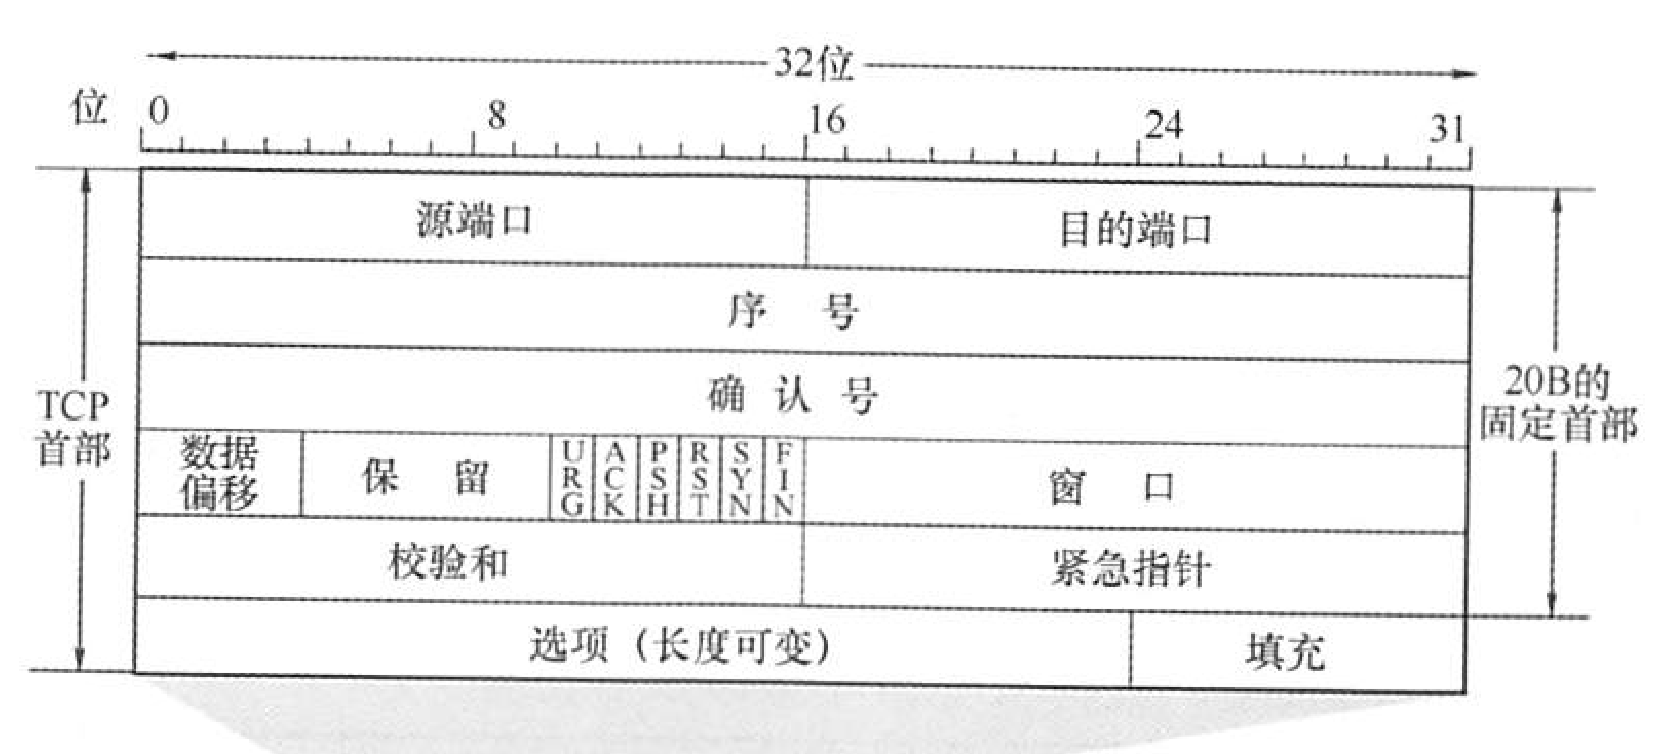 32位
位 0 8 16 24 31
源端口 目的端口
序 号
确 认 号
TCP
首部
20B的
固定首部
数据
偏移
保 留
URG
ACK
PSH
RST
SYN
FIN
窗 口
校验和 紧急指针
选项（长度可变） 填充